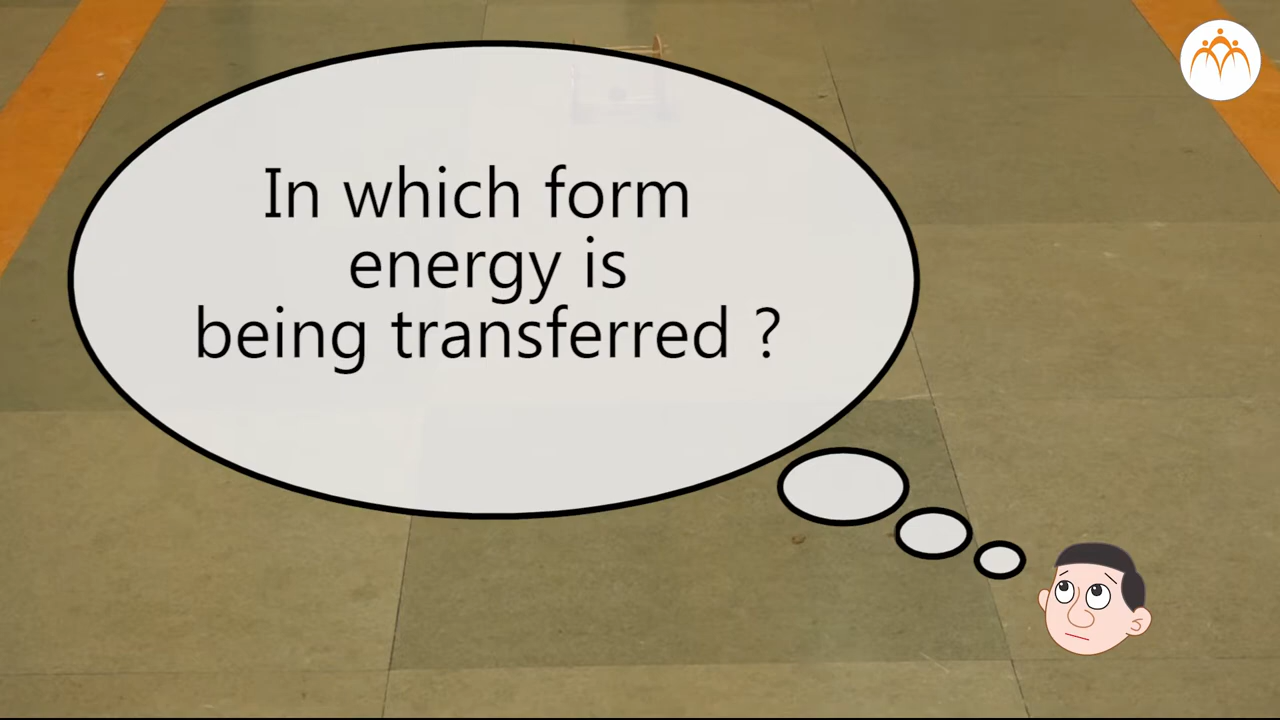 In which form
energy is
being transferred ?